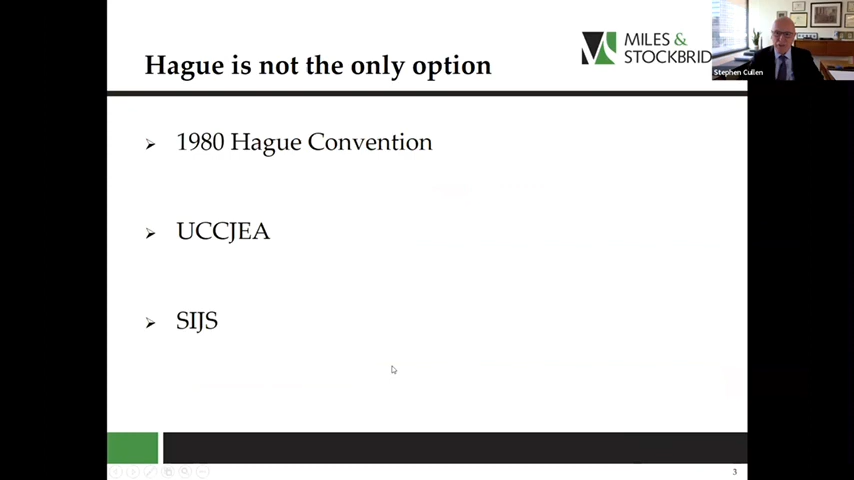 Hague is not the only option
MILES &
STOCKBRID
Stephen Cullen
1980 Hague Convention
UCCJEA
SIJS
3